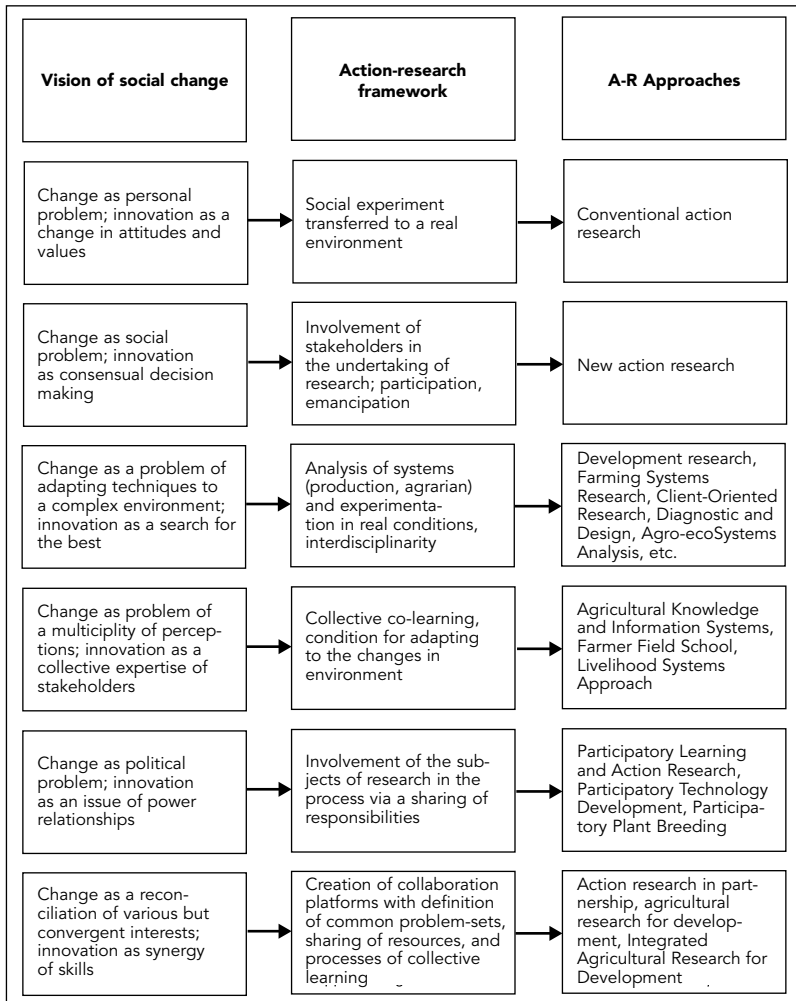 Vision of social change
Action-research
framework
A-R Approaches
Change as personal
problem; innovation as a
change in attitudes and
values
Social experiment
transferred to a real
environment
Conventional action
research
Change as social
problem; innovation
as consensual decision
making
Involvement of
stakeholders in
the undertaking of
research; participation,
emancipation
New action research
Change as a problem of
adapting techniques to
a complex environment;
innovation as a search for
the best
Analysis of systems
(production, agrarian)
and experimenta-
tion in real conditions,
interdisciplinarity
Development research,
Farming Systems
Research, Client-Oriented
Research, Diagnostic and
Design, Agro-ecoSystems
Analysis, etc.
Change as problem of
a multiciplity of percep-
tions; innovation as a
collective expertise of
stakeholders
Collective co-learning,
condition for adapting
to the changes in
environment
Agricultural Knowledge
and Information Systems,
Farmer Field School,
Livelihood Systems
Approach
Change as political
problem; innovation
as an issue of power
relationships
Involvement of the sub-
jects of research in the
process via a sharing of
responsibilities
Participatory Learning
and Action Research,
Participatory Technology
Development, Participa-
tory Plant Breeding
Change as a recon-
ciliation of various but
convergent interests;
innovation as synergy
of skills
Creation of collaboration
platforms with definition
of common problem-sets,
sharing of resources, and
processes of collective
learning
Action research in part-
nership, agricultural
research for develop-
ment, Integrated
Agricultural Research for
Development